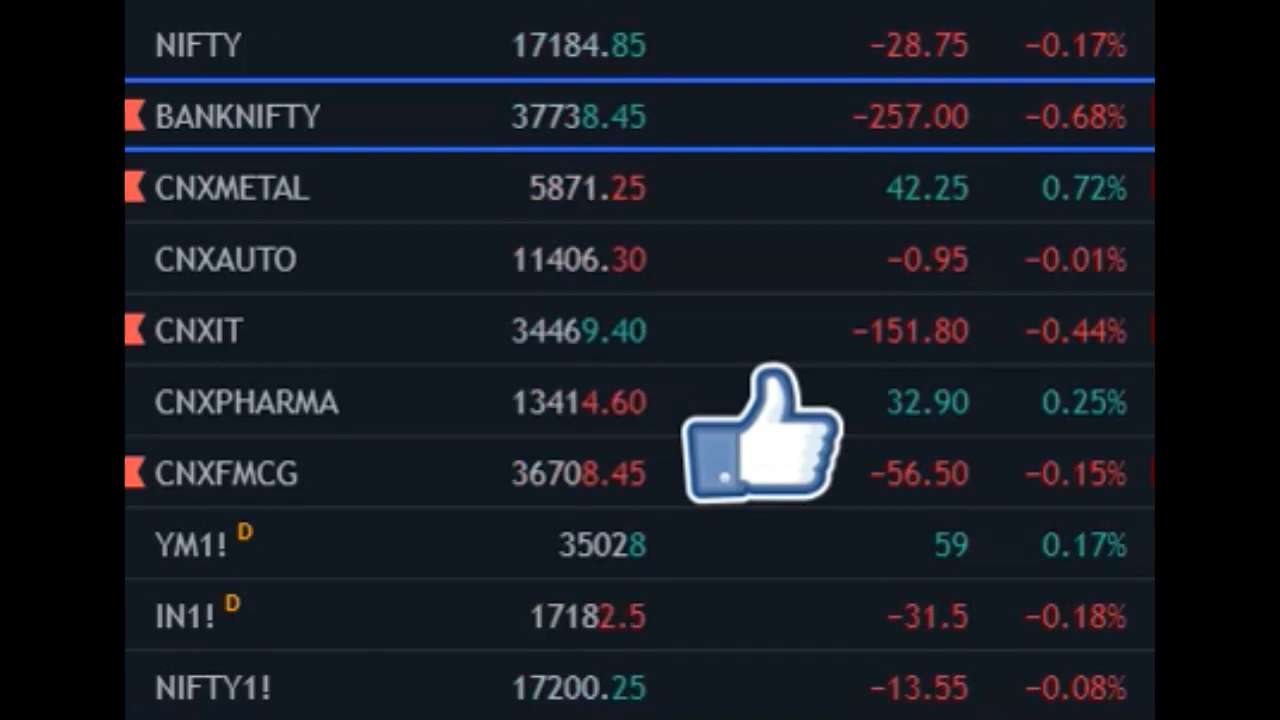 NIFTY 17184.85 −28.75 −0.17%
BANKNIFTY 37738.45 −257.00 −0.68%
CNXMETAL 5871.25 42.25 0.72%
CNXAUTO 11406.30 −0.95 −0.01%
CNXIT 34469.40 −151.80 −0.44%
CNXPHARMA 13414.60 32.90 0.25%
CNXFMCG 36708.45 −56.50 −0.15%
YM1! D 35028 59 0.17%
IN1! D 17182.5 −31.5 −0.18%
NIFTY1! 17200.25 −13.55 −0.08%